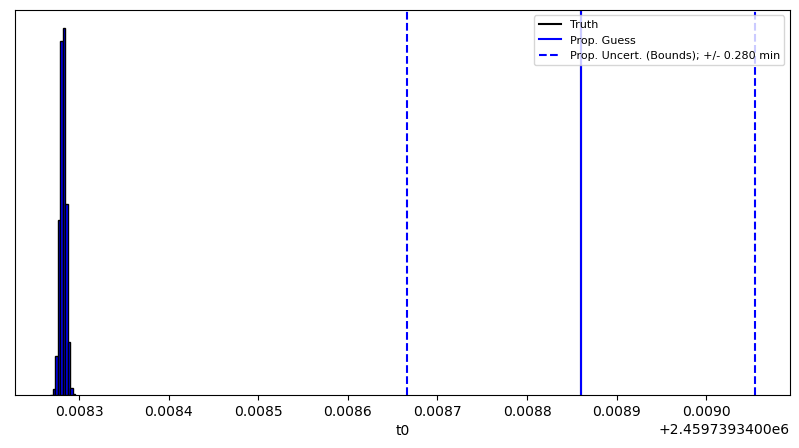 Truth
Prop. Guess
Prop. Uncert. (Bounds); +/- 0.280 min
0.0083 0.0084 0.0085 0.0086 0.0087 0.0088 0.0089 0.0090
t0
+2.4597393400e6